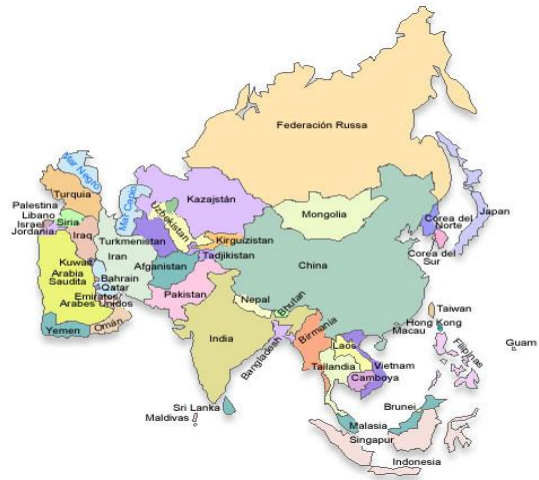 Federación Russa
Mar Negro
Turquia
Mar Capio
Kazajstán
Mongolia
Japan
Palestina
Libano
Israel
Jordania
Siria
Iraq
Uzbekistan
Turkmenistan
Iran
Kirguizistan
Tadjikistan
Corea del
Norte
Corea del
Sur
China
Kuwait
Arabia
Saudita
Afganistan
Bahrain
Qatar
Emiratos
Arabes Unidos
Pakistan
Nepal
Bhutan
Yemen
Omán
India
Bangladesh
Birmania
Taiwan
Hong Kong
Macau
Filipinas
Guam
Laos
Tailandia
Vietnam
Camboya
Sri Lanka
Maldivas
Brunei
Malasia
Singapur
Indonesia